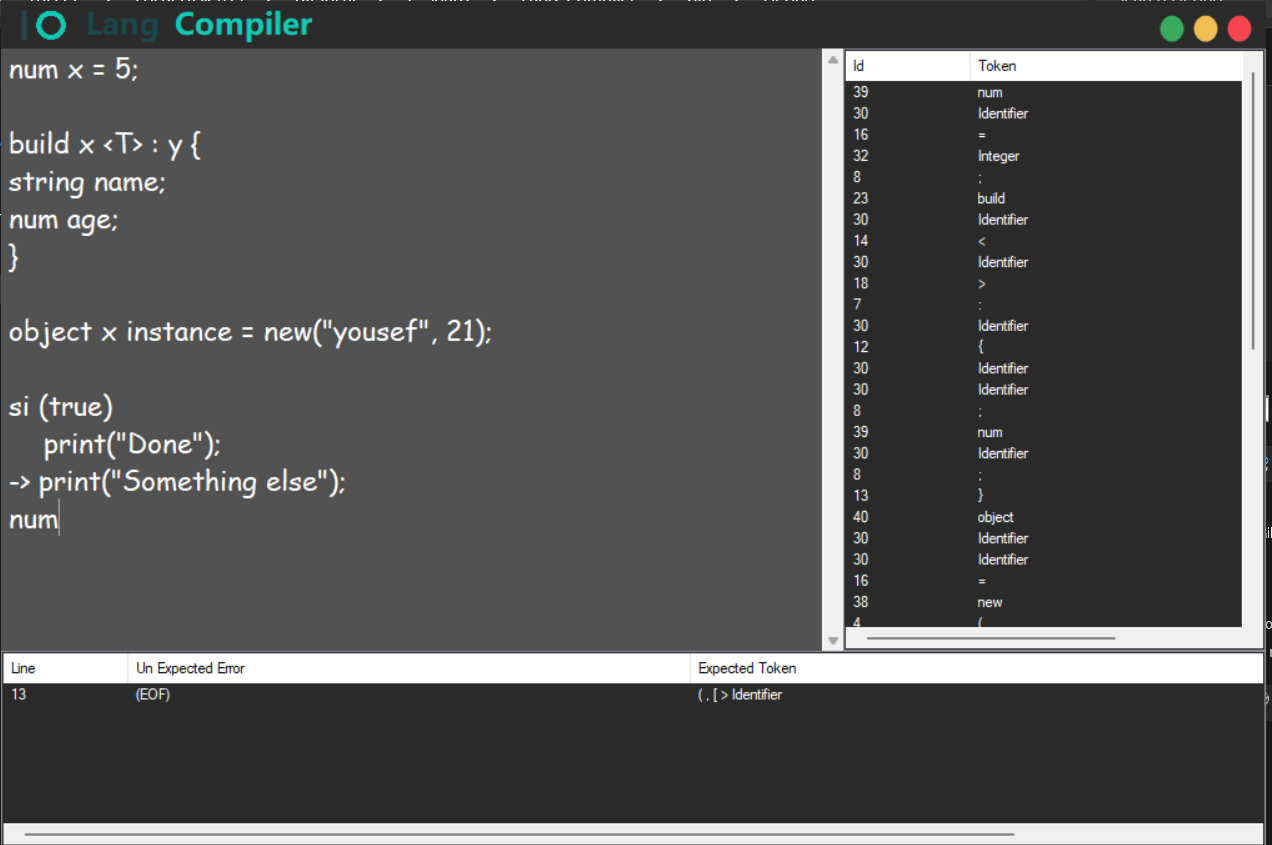 |O Lang Compiler
num x = 5;
build x <T> : y {
string name;
num age;
}
object x instance = new("yousef", 21);
si (true)
print("Done");
-> print("Something else");
num
Id Token
39 num
30 Identifier
16 =
32 Integer
8 ;
23 build
30 Identifier
14 <
30 Identifier
18 >
7 :
30 Identifier
12 {
30 Identifier
30 Identifier
8 ;
39 num
30 Identifier
8 ;
13 }
40 object
30 Identifier
30 Identifier
16 =
38 new
4 (
Line Un Expected Error Expected Token
13 (EOF) ( . [ > Identifier